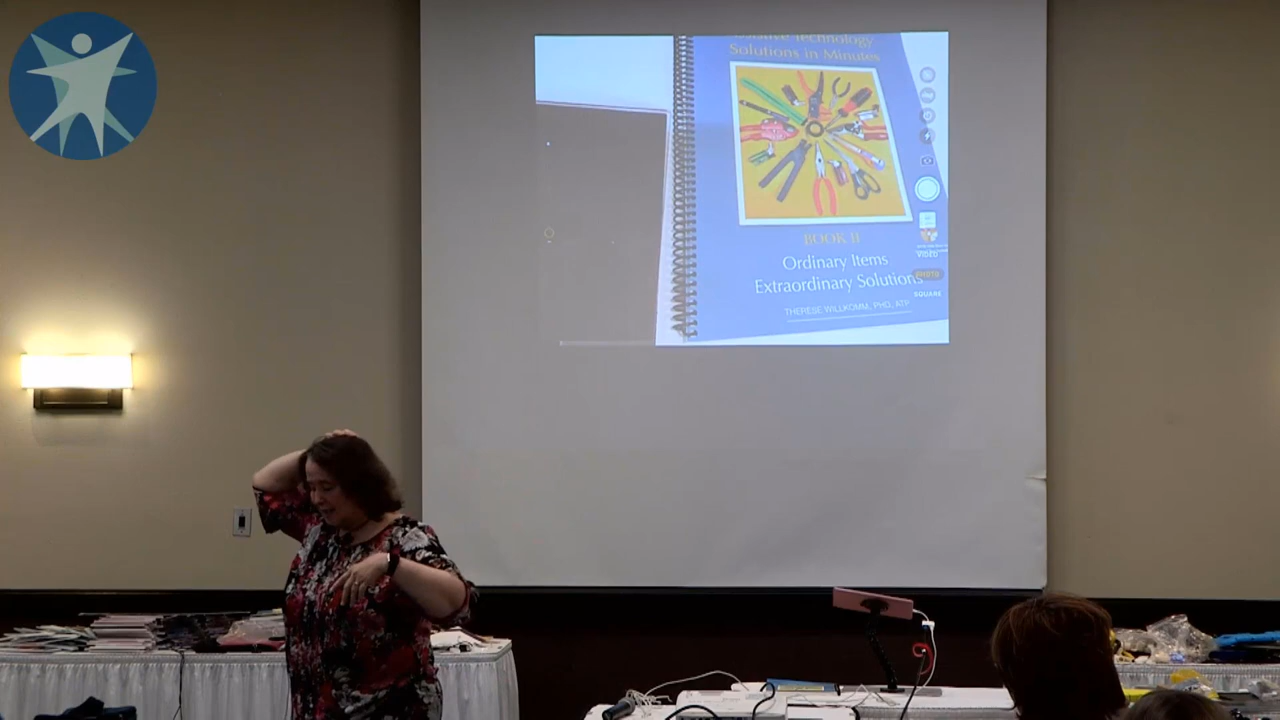 Solutions in Minutes
BOOK II
Ordinary Items
Extraordinary Solutions
THERESE WILLKOMM, PHD, ATP
VIDEO
PHOTO
SQUARE